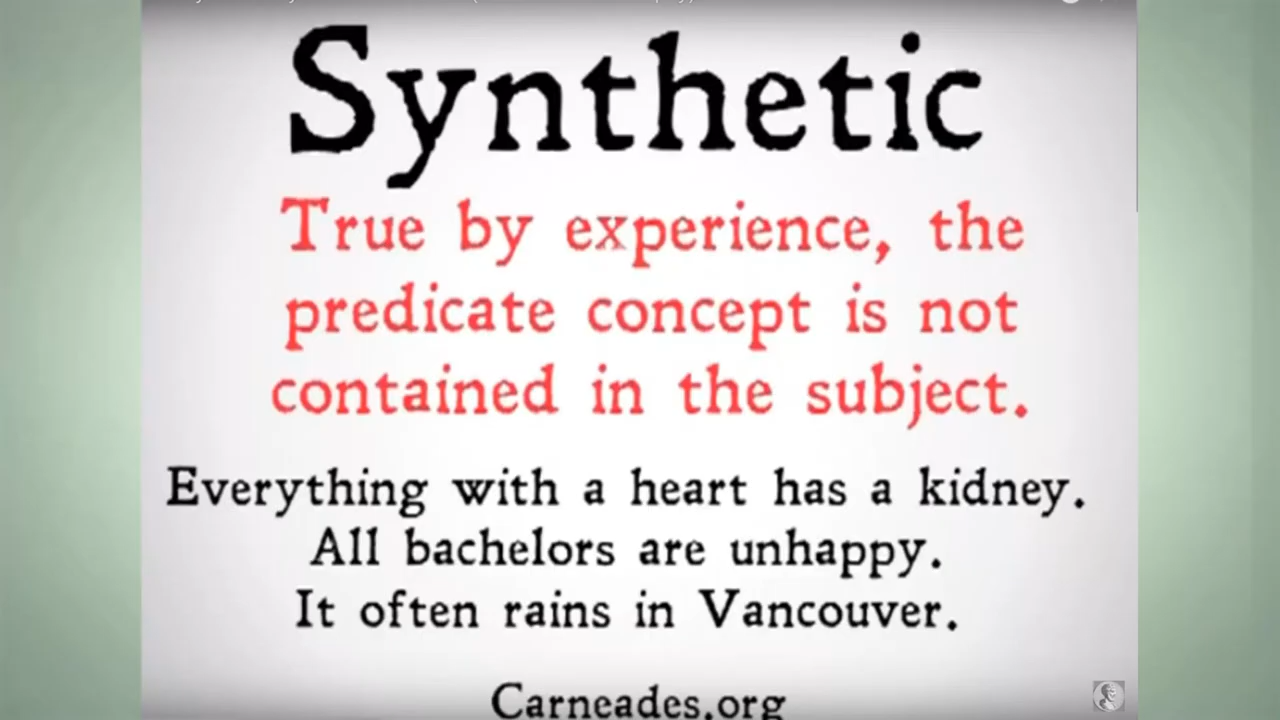 Synthetic
True by experience, the
predicate concept is not
contained in the subject.
Everything with a heart has a kidney.
All bachelors are unhappy.
It often rains in Vancouver.
Carneades.org